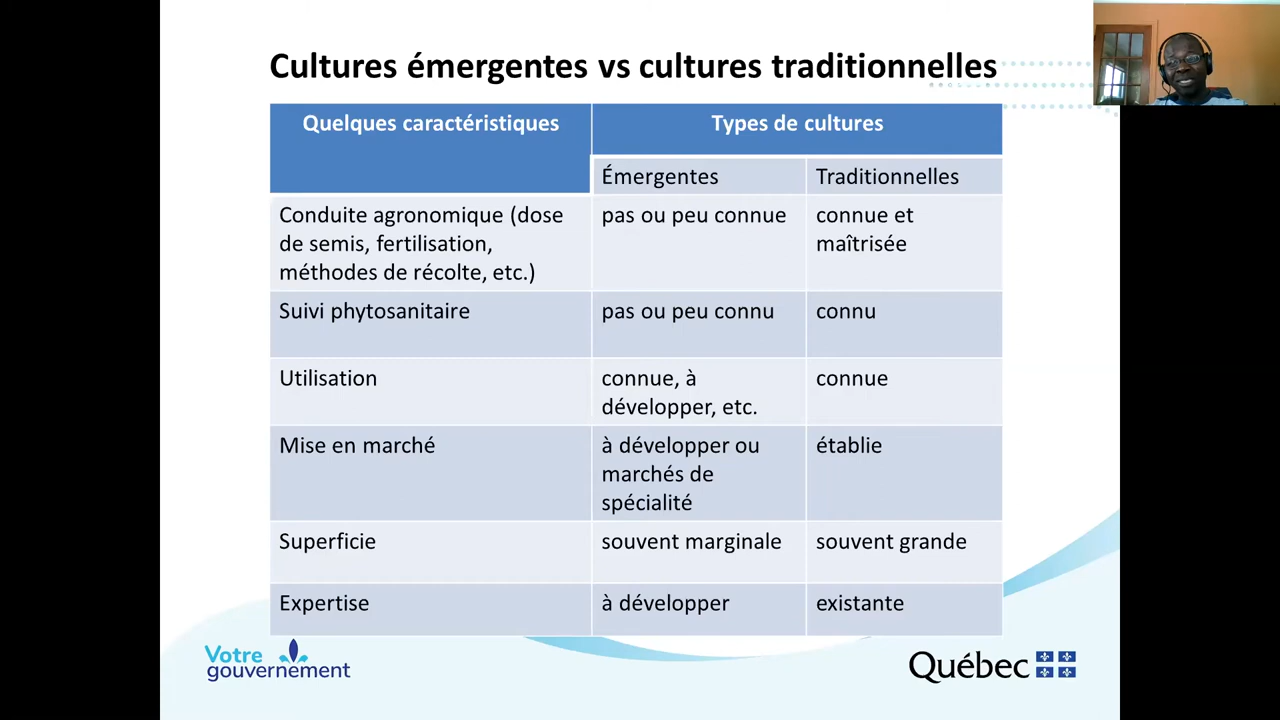 Cultures émergentes vs cultures traditionnelles
Quelques caractéristiques
Types de cultures
Émergentes
Traditionnelles
Conduite agronomique (dose
de semis, fertilisation,
méthodes de récolte, etc.)
pas ou peu connue
connue et
maîtrisée
Suivi phytosanitaire
pas ou peu connu
connu
Utilisation
connue, à
développer, etc.
connue
Mise en marché
à développer ou
marchés de
spécialité
établie
Superficie
souvent marginale
souvent grande
Expertise
à développer
existante
Votre
gouvernement
Québec